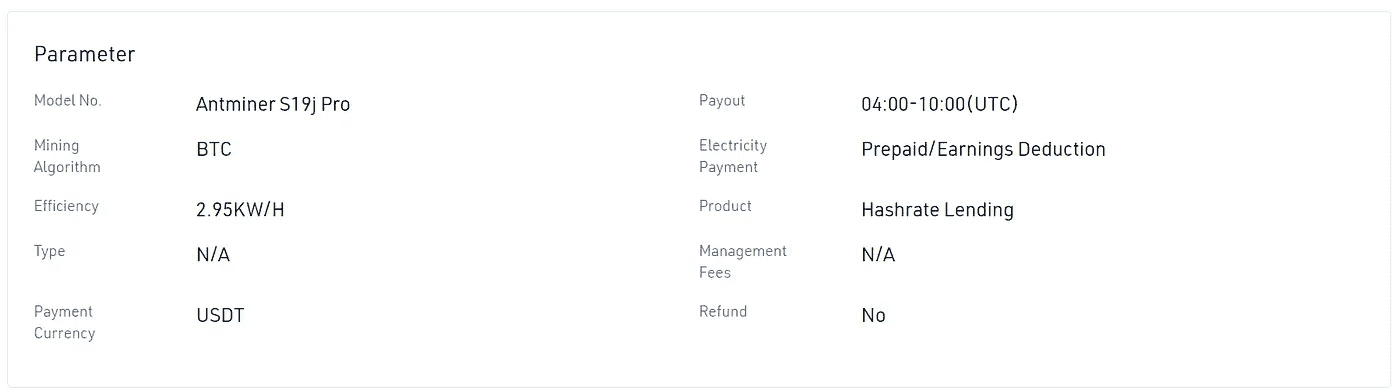 Parameter
Model No.
Antminer S19j Pro
Payout
04:00-10:00(UTC)
Mining
Algorithm
BTC
Electricity
Payment
Prepaid/Earnings Deduction
Efficiency
2.95KW/H
Product
Hashrate Lending
Type
N/A
Management
Fees
N/A
Payment
Currency
USDT
Refund
No